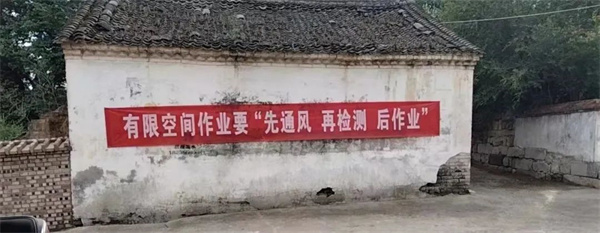 有限空间作业要“先通风 再检测 后作业”